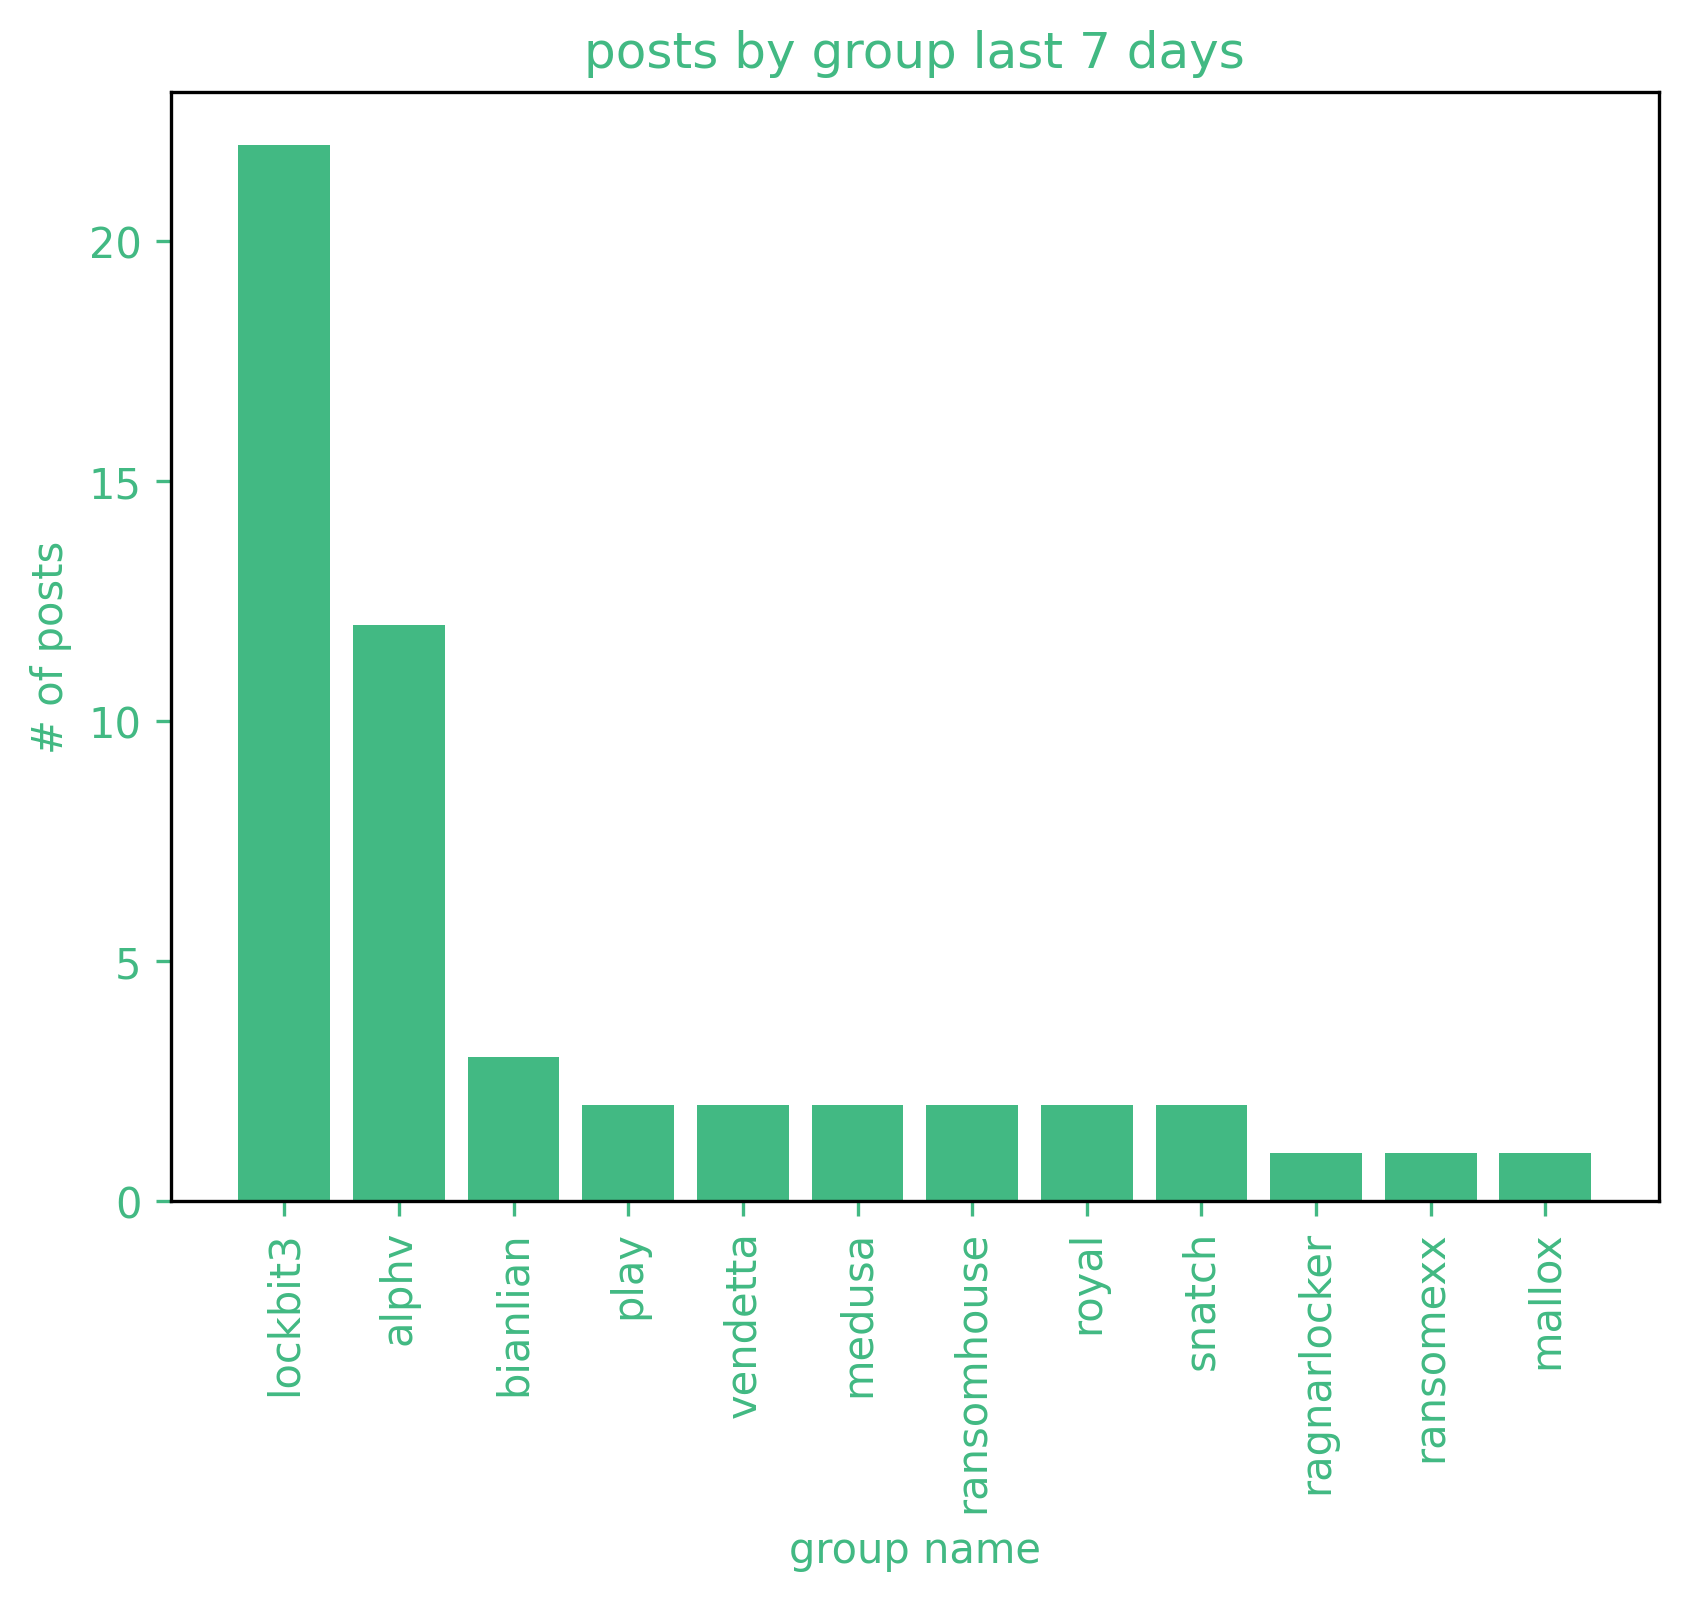 posts by group last 7 days
# of posts
20
15
10
5
0
lockbit3
alphv
bianlian
play
vendetta
medusa
ransomhouse
royal
snatch
ragnarlocker
ransomexx
mallox
group name